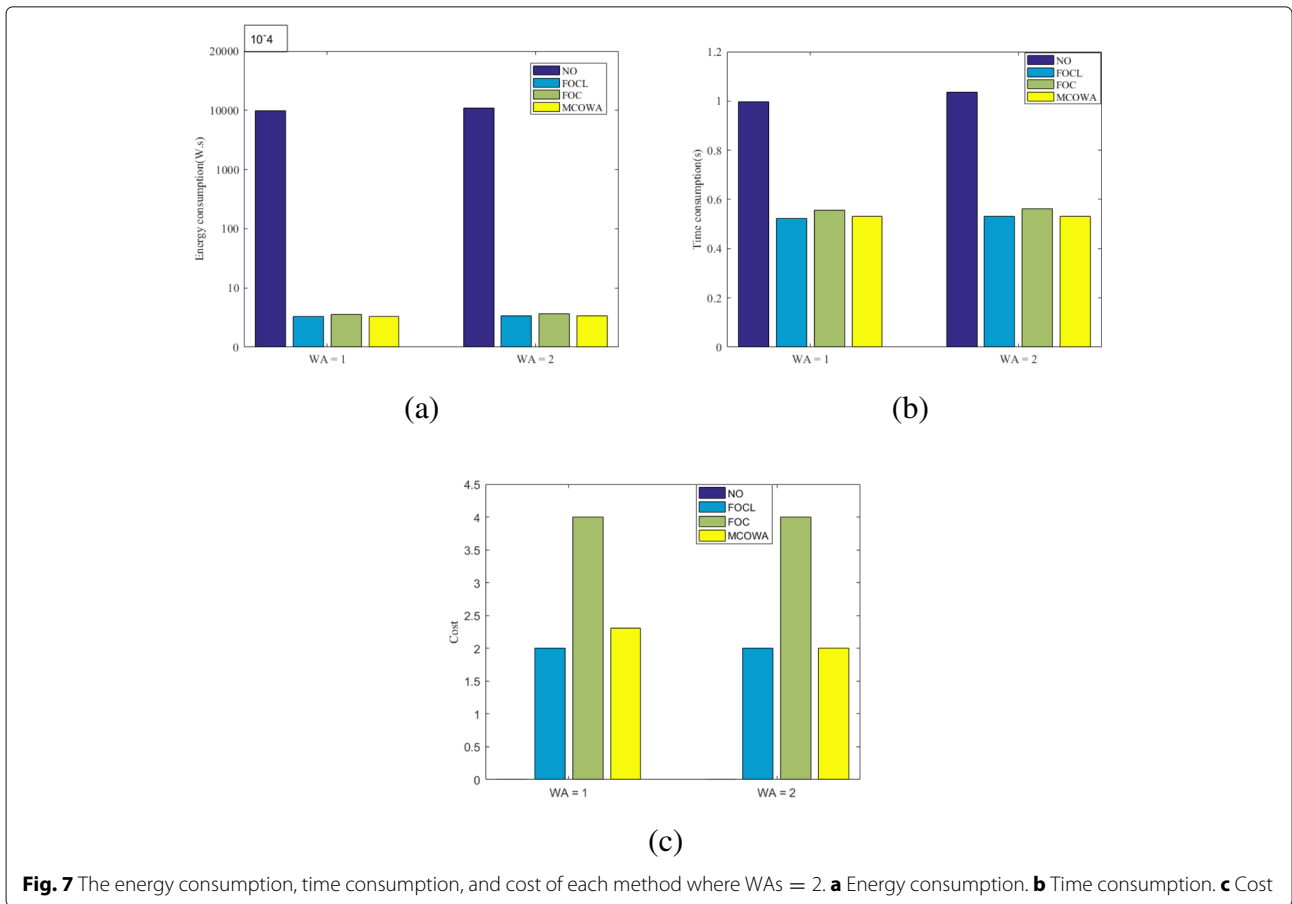 10^-4
20000
10000
1000
100
10
0
Energy consumption(W.s)
NO
FOCL
FOC
MCOWA
WA = 1
WA = 2
(a)
1.2
1
0.8
0.6
0.4
0.2
0
Time consumption(s)
NO
FOCL
FOC
MCOWA
WA = 1
WA = 2
(b)
4.5
4
3.5
3
2.5
2
1.5
1
0.5
0
Cost
NO
FOCL
FOC
MCOWA
WA = 1
WA = 2
(c)
Fig. 7 The energy consumption, time consumption, and cost of each method where WAs = 2. a Energy consumption. b Time consumption. c Cost